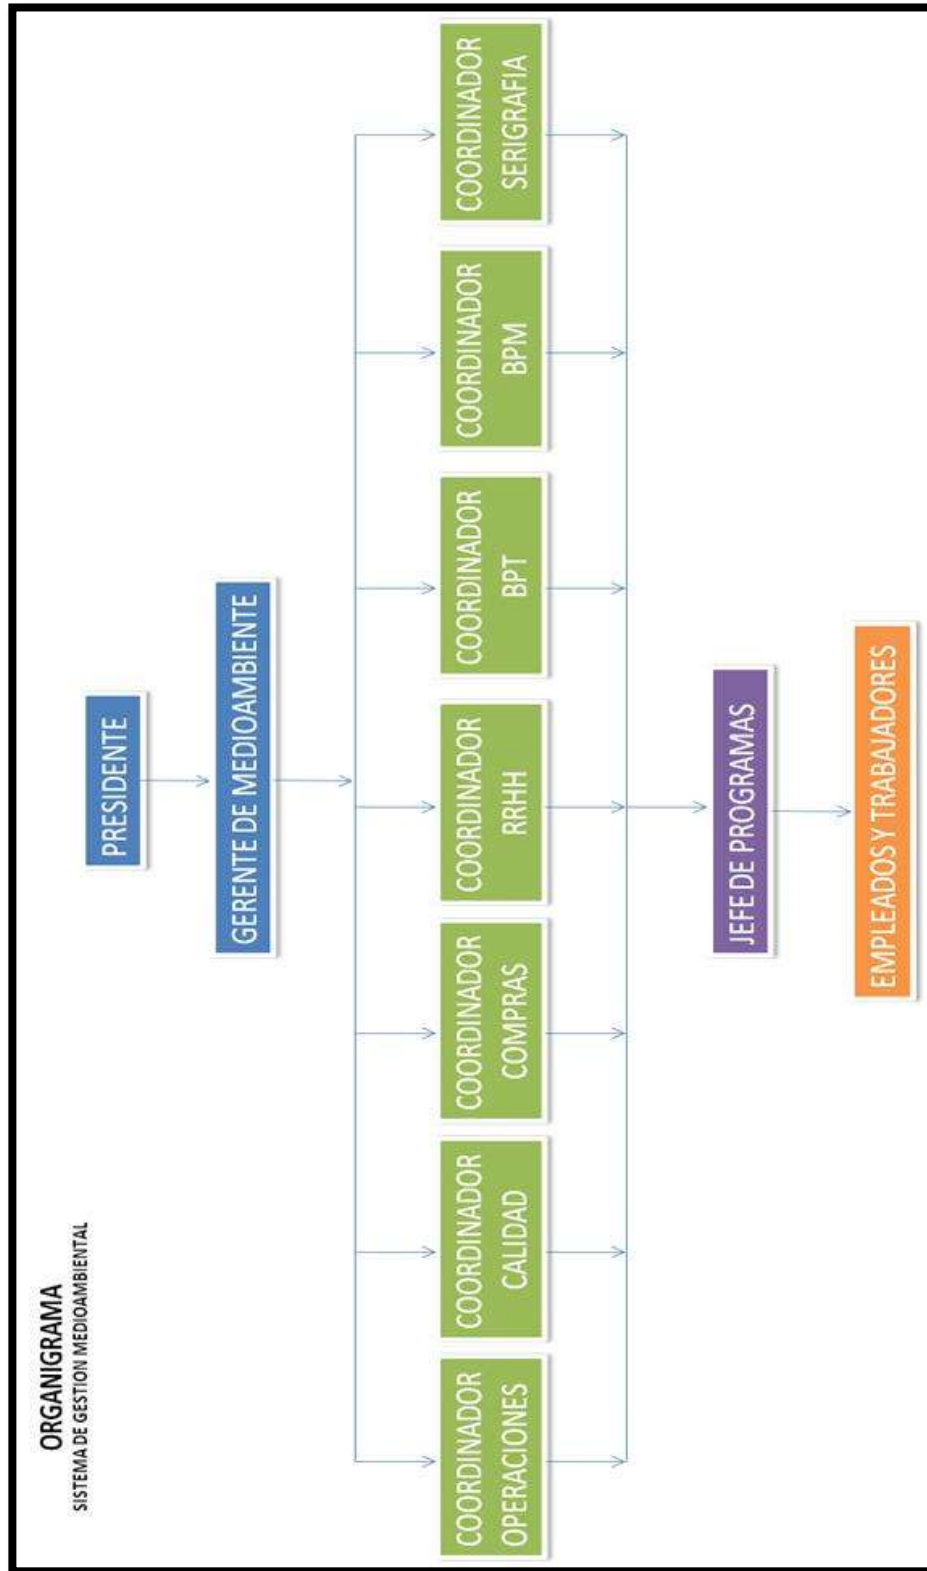 ORGANIGRAMA
SISTEMA DE GESTION MEDIOAMBIENTAL
PRESIDENTE
GERENTE DE MEDIOAMBIENTE
COORDINADOR
OPERACIONES
COORDINADOR
CALIDAD
COORDINADOR
COMPRAS
COORDINADOR
RRHH
COORDINADOR
BPT
COORDINADOR
BPM
COORDINADOR
SERIGRAFIA
JEFE DE PROGRAMAS
EMPLEADOS Y TRABAJADORES